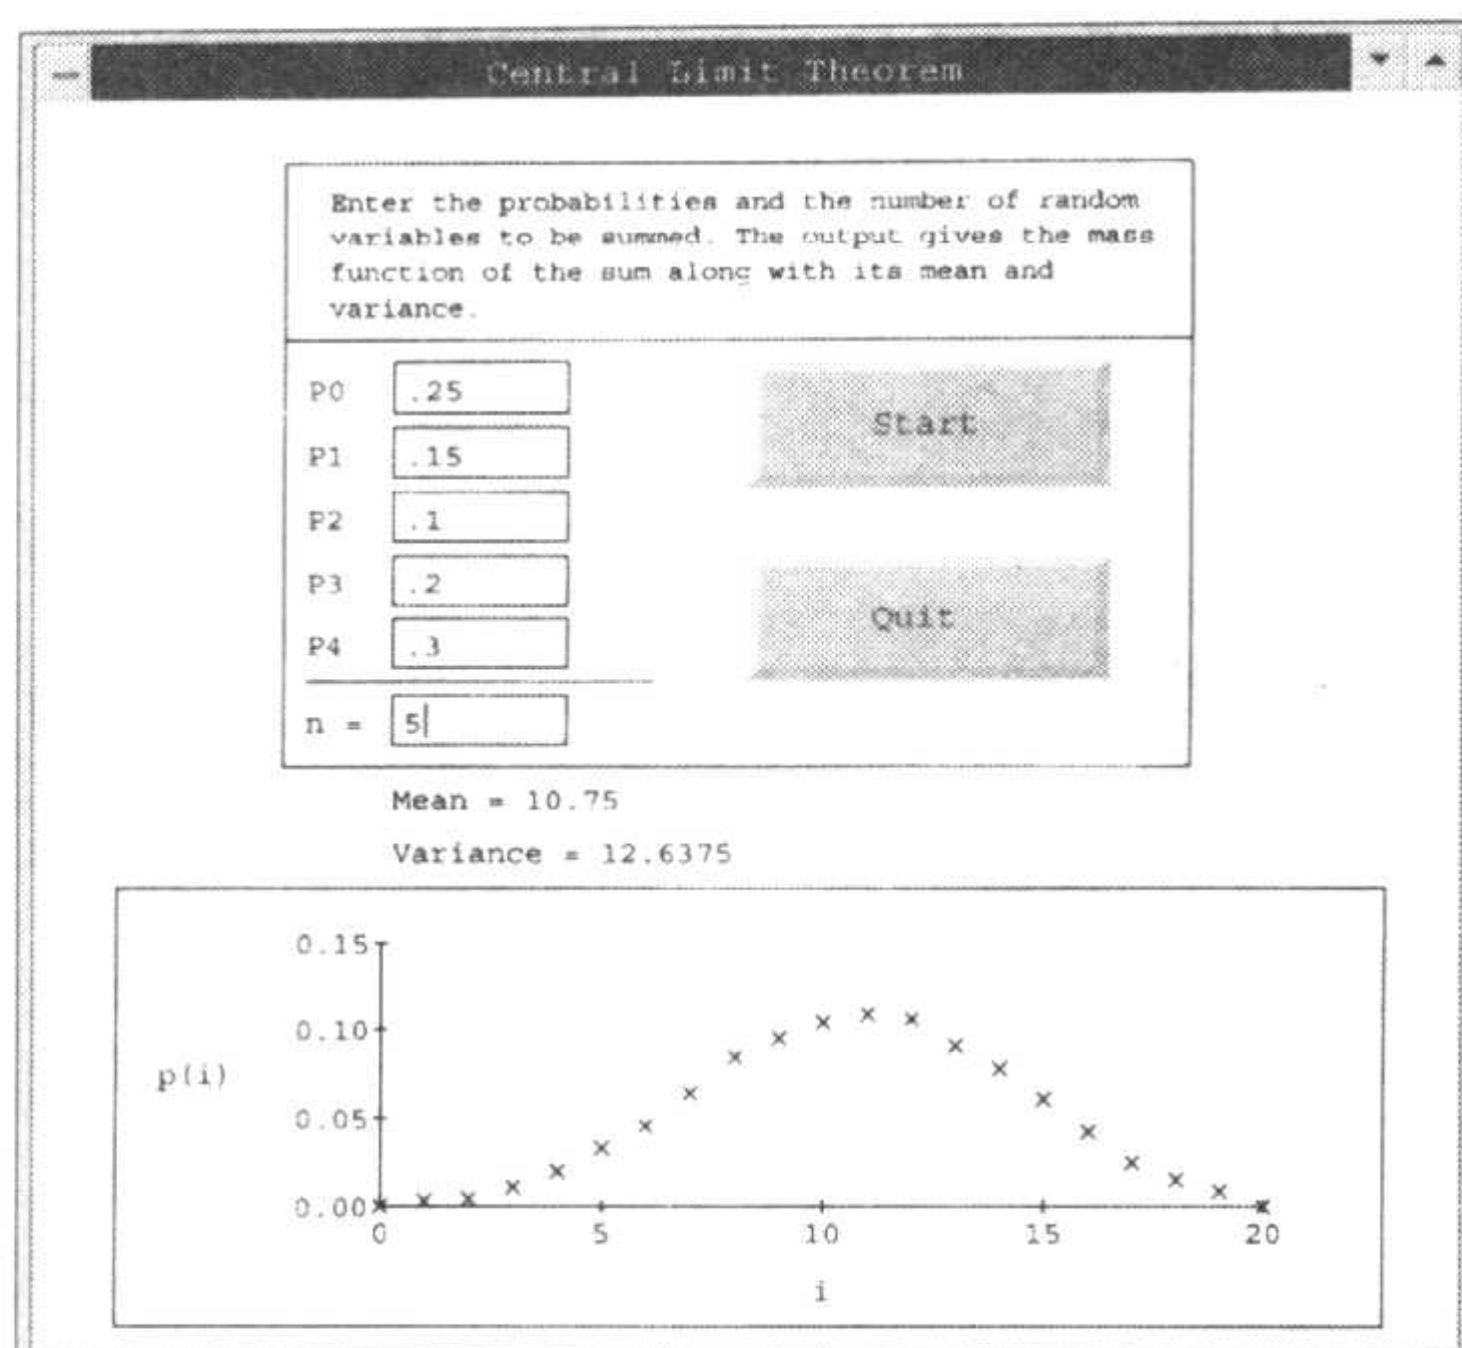 Central Limit Theorem
Enter the probabilities and the number of random
variables to be summed. The output gives the mass
function of the sum along with its mean and
variance.
P0 .25
Start
P1 .15
P2 .1
P3 .2
Quit
P4 .3
n = 5
Mean = 10.75
Variance = 12.6375
0.15
0.10
p(i)
0.05
0.00
0 5 10 15 20
i